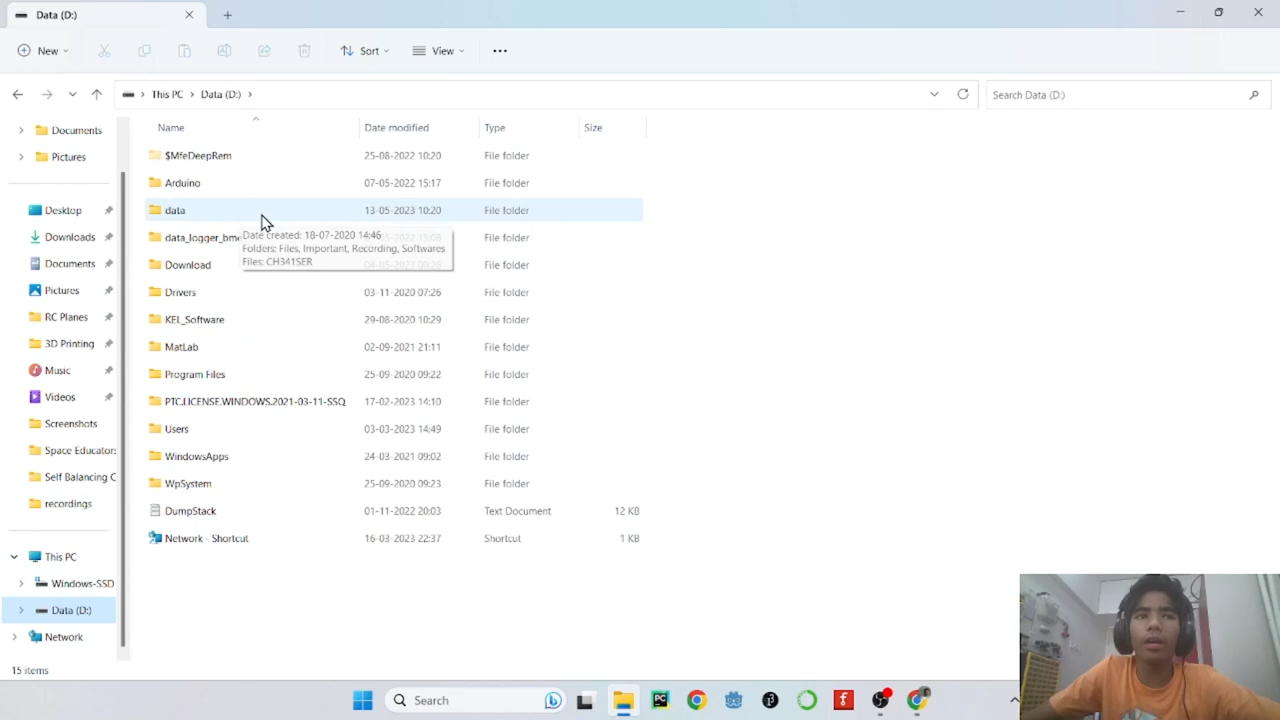 Data (D:)
New
Sort
View
This PC > Data (D:) >
Search Data (D:)
Documents
Pictures
Desktop
Downloads
Documents
Pictures
RC Planes
3D Printing
Music
Videos
Screenshots
Space Educators
Self Balancing C
recordings
This PC
Windows-SSD
Data (D:)
Network
Name Date modified Type Size
$MfeDeepRem 25-08-2022 10:20 File folder
Arduino 07-05-2022 15:17 File folder
data 13-05-2023 10:20 File folder
data_logger_bme 15:08 File folder
Date created: 18-07-2020 14:46
Folders: Files, Important, Recording, Softwares
Files: CH341SER
Download File folder
Drivers 03-11-2020 07:26 File folder
KEL_Software 29-08-2020 10:29 File folder
MatLab 02-09-2021 21:11 File folder
Program Files 25-09-2020 09:22 File folder
PTC.LICENSE.WINDOWS.2021-03-11-SSQ 17-02-2023 14:10 File folder
Users 03-03-2023 14:49 File folder
WindowsApps 24-03-2021 09:02 File folder
WpSystem 25-09-2020 09:23 File folder
DumpStack 01-11-2022 20:03 Text Document 12 KB
Network - Shortcut 16-03-2023 22:37 Shortcut 1 KB
15 items
Search
PC